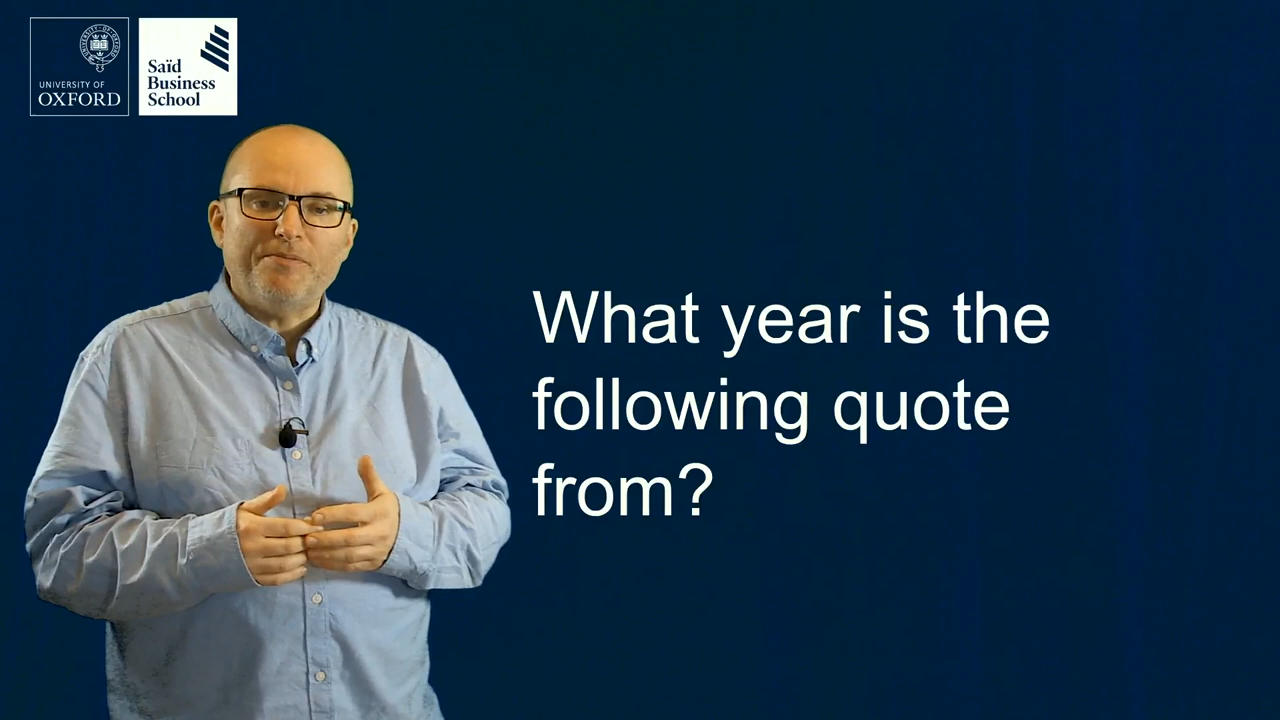 UNIVERSITY OF
OXFORD
Saïd
Business
School
What year is the
following quote
from?